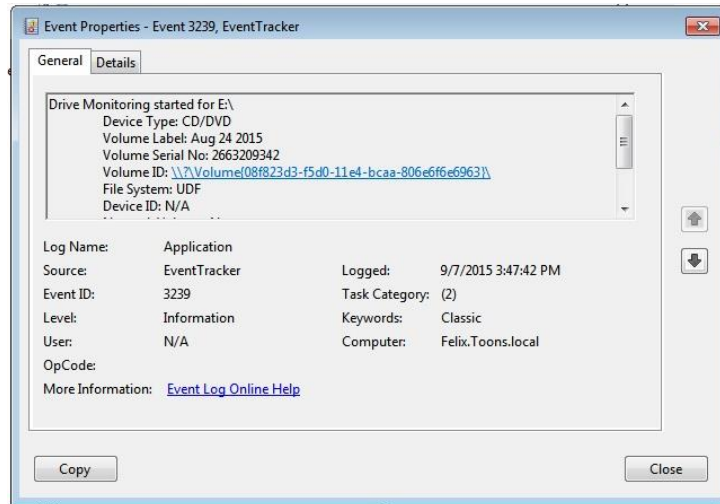 Event Properties - Event 3239, EventTracker
General Details
Drive Monitoring started for E:\
Device Type: CD/DVD
Volume Label: Aug 24 2015
Volume Serial No: 2663209342
Volume ID: \\?\Volume{08f823d3-f5d0-11e4-bcaa-806e6f6e6963}\
File System: UDF
Device ID: N/A
Log Name: Application
Source: EventTracker Logged: 9/7/2015 3:47:42 PM
Event ID: 3239 Task Category: (2)
Level: Information Keywords: Classic
User: N/A Computer: Felix.Toons.local
OpCode:
More Information: Event Log Online Help
Copy Close